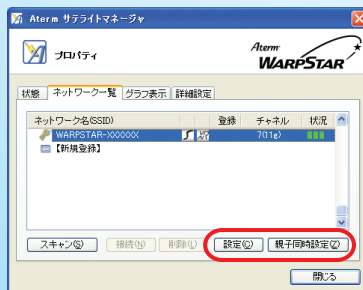 Aterm サテライトマネージャ
プロパティ
Aterm
WARPSTAR
状態 ネットワーク一覧 グラフ表示 詳細設定
ネットワーク名(SSID) 登録 チャネル 状況
WARPSTAR-XXXXXX 7(11g)
【新規登録】
スキャン(S) 接続(N) 削除(L) 設定(C) 親子同時設定(Z)
閉じる